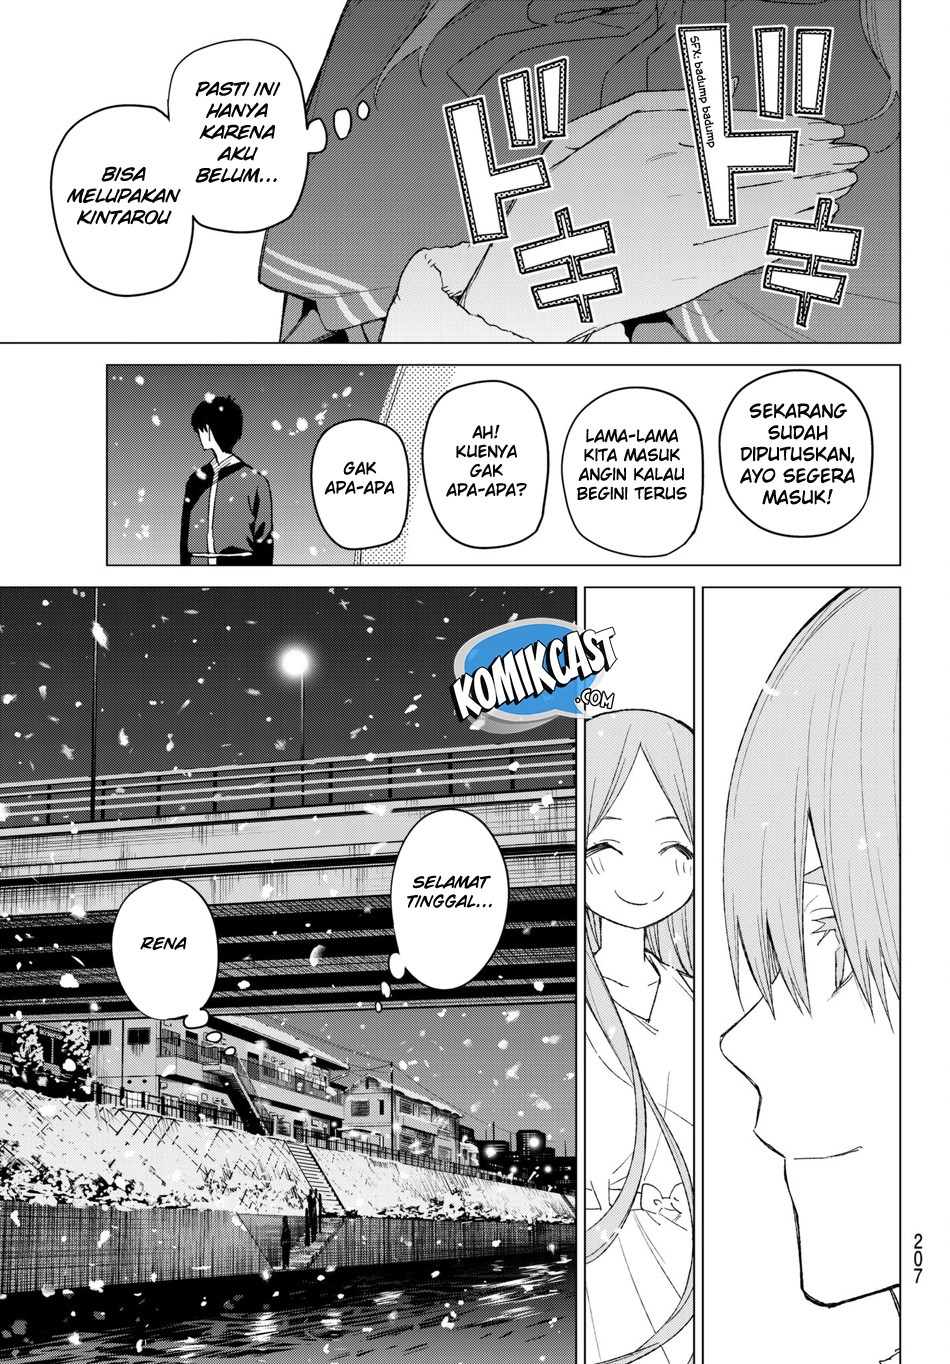 PASTI INI
HANYA
KARENA
AKU
BELUM...
BISA
MELUPAKAN
KINTAROU
ドキ
ドキ
SFX: badump badump
SEKARANG
SUDAH
DIPUTUSKAN,
AYO SEGERA
MASUK!
LAMA-LAMA
KITA MASUK
ANGIN KALAU
BEGINI TERUS
AH!
KUENYA
GAK
APA-APA?
GAK
APA-APA
KOMIKCAST
.COM
SELAMAT
TINGGAL...
RENA
207